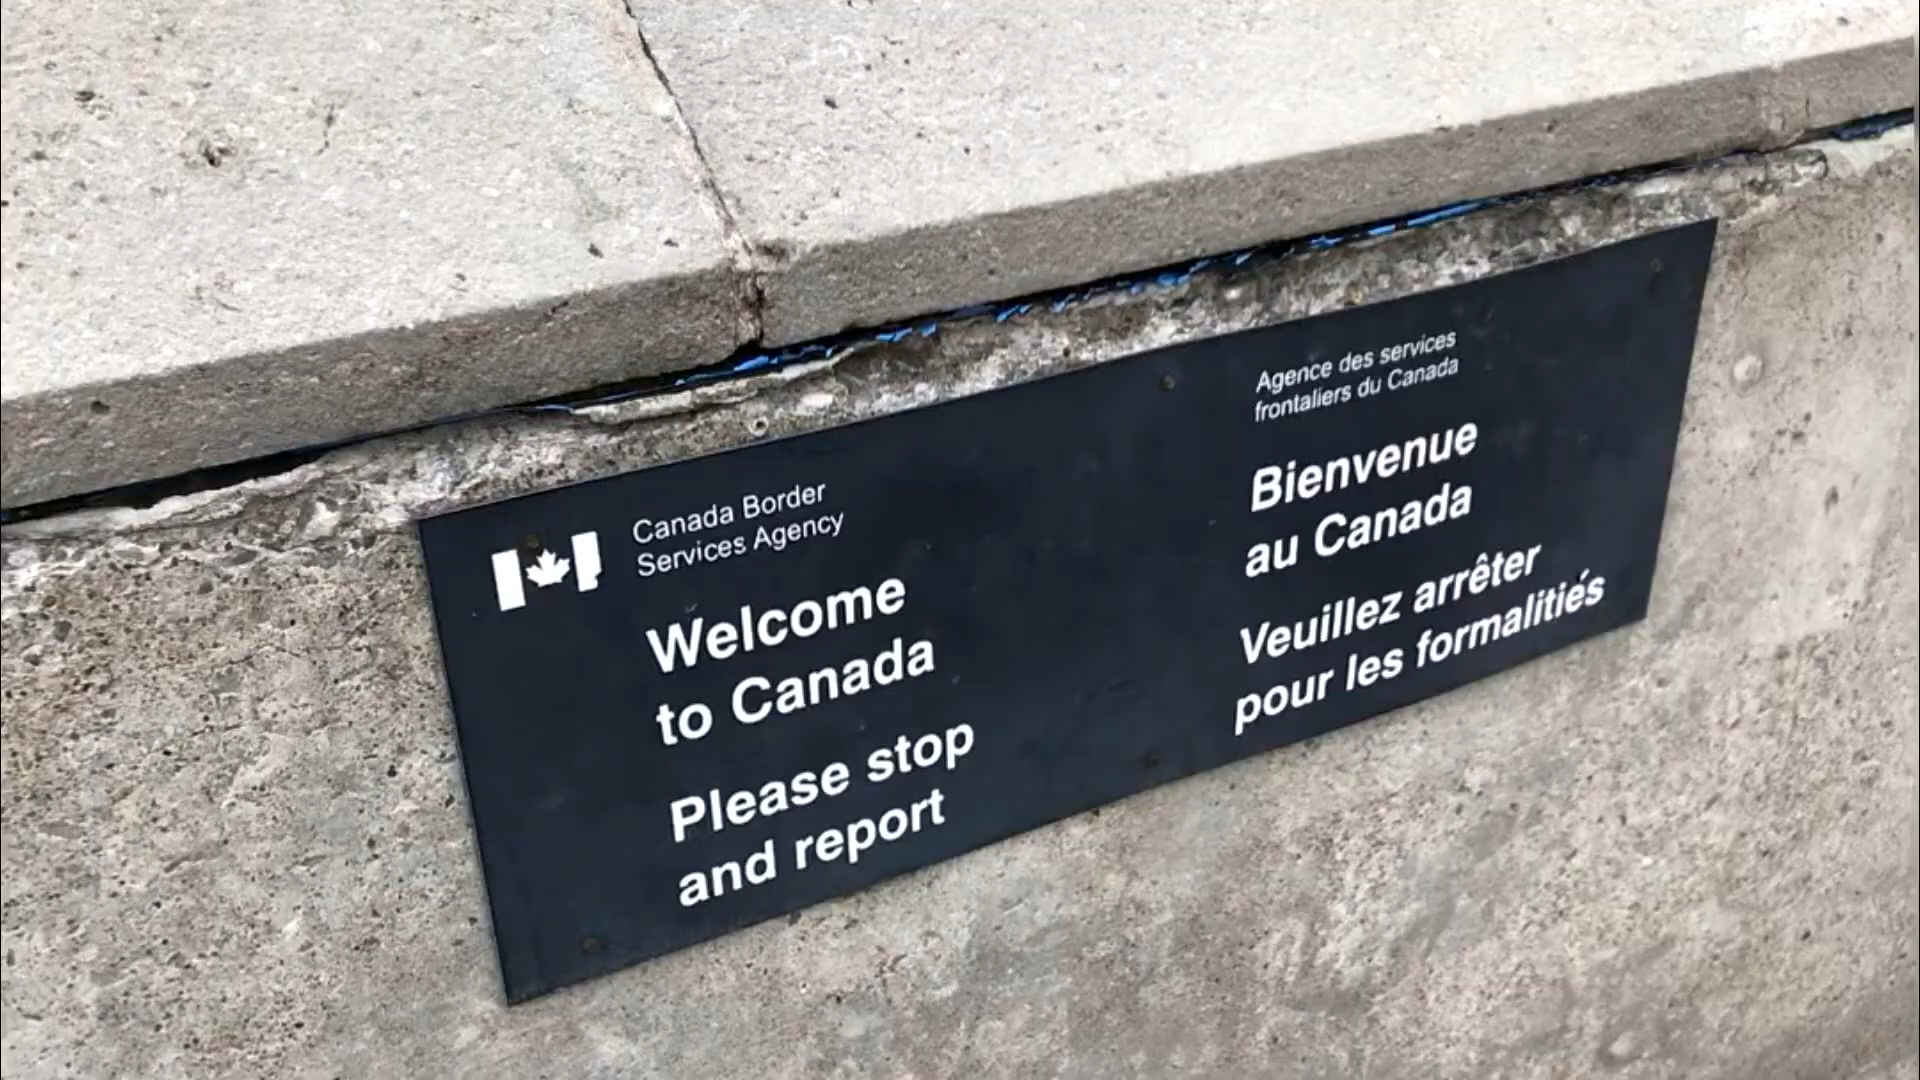 Canada Border
Services Agency
Welcome
to Canada
Please stop
and report
Agence des services
frontaliers du Canada
Bienvenue
au Canada
Veuillez arrêter
pour les formalitiés